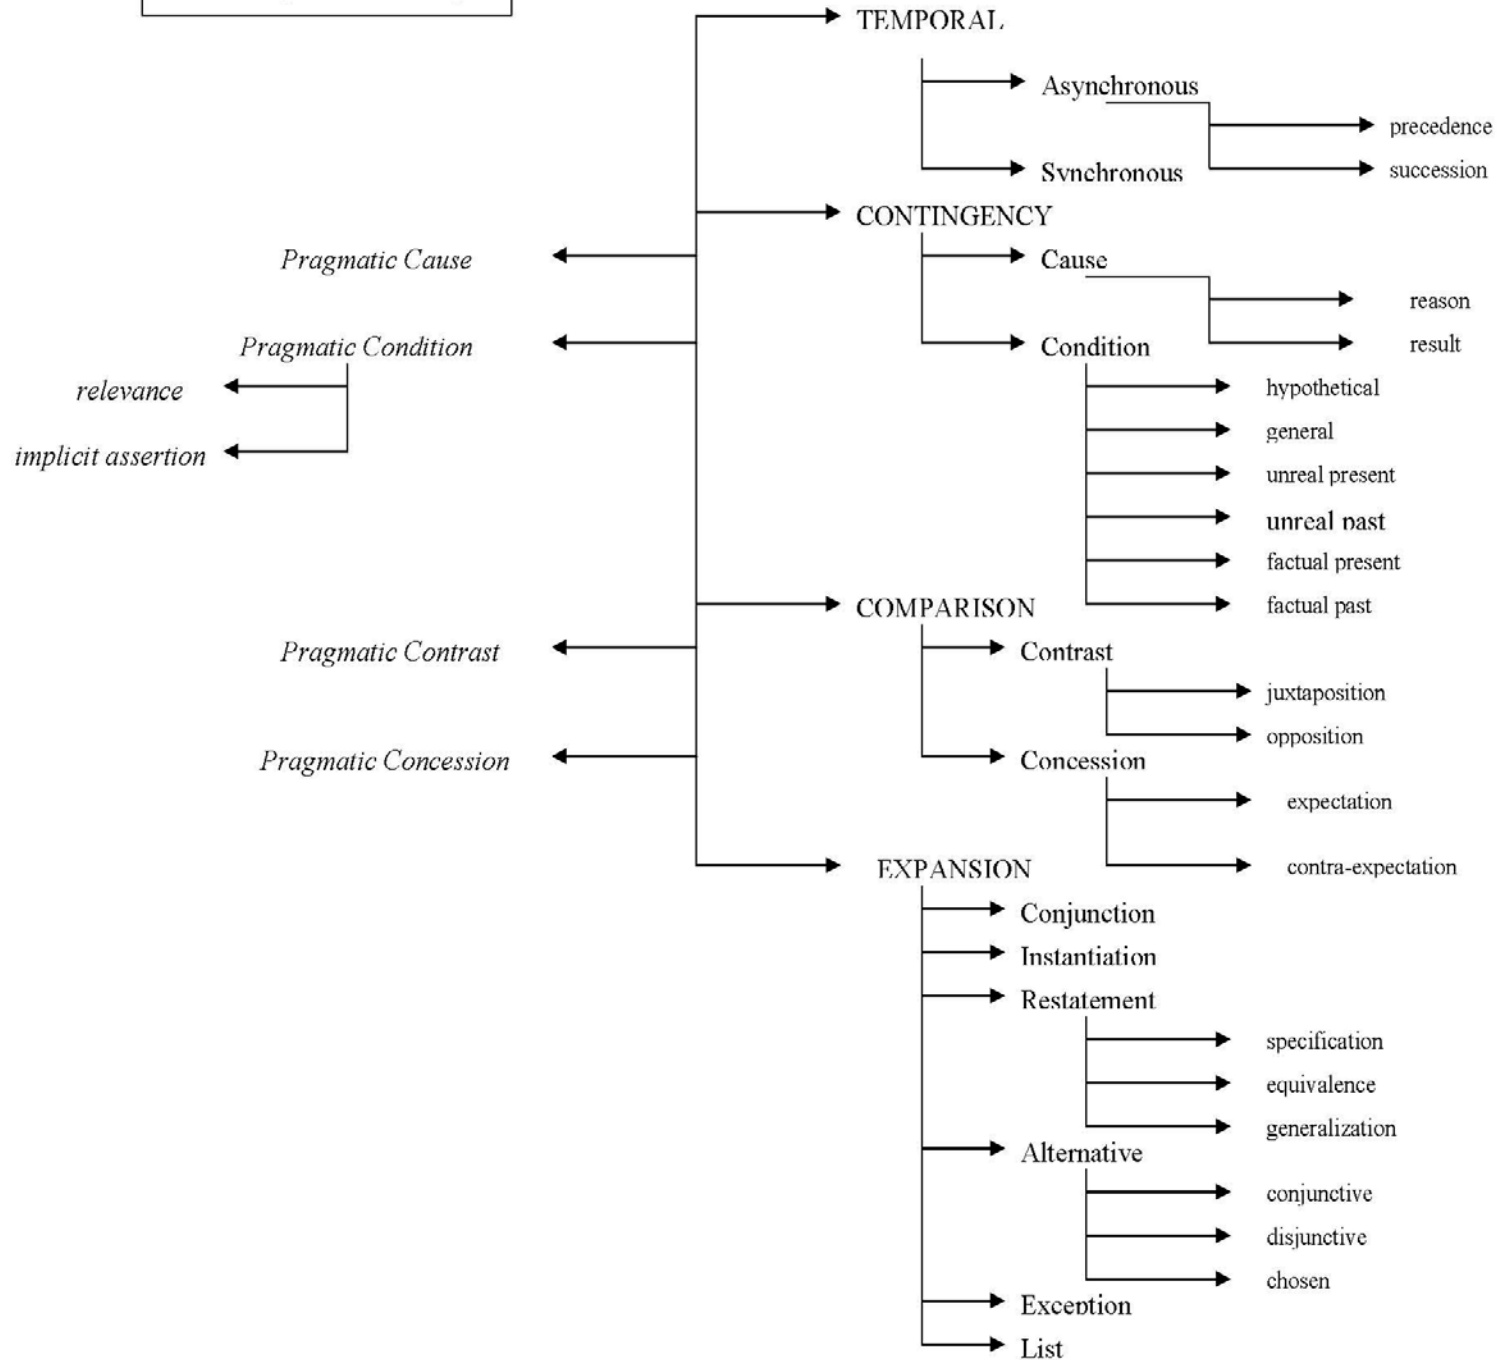 TEMPORAL
Asynchronous
precedence
Synchronous
succession
CONTINGENCY
Pragmatic Cause
Cause
reason
Pragmatic Condition
Condition
result
relevance
hypothetical
general
implicit assertion
unreal present
unreal past
factual present
COMPARISON
factual past
Pragmatic Contrast
Contrast
juxtaposition
opposition
Pragmatic Concession
Concession
expectation
EXPANSION
contra-expectation
Conjunction
Instantiation
Restatement
specification
equivalence
generalization
Alternative
conjunctive
disjunctive
chosen
Exception
List